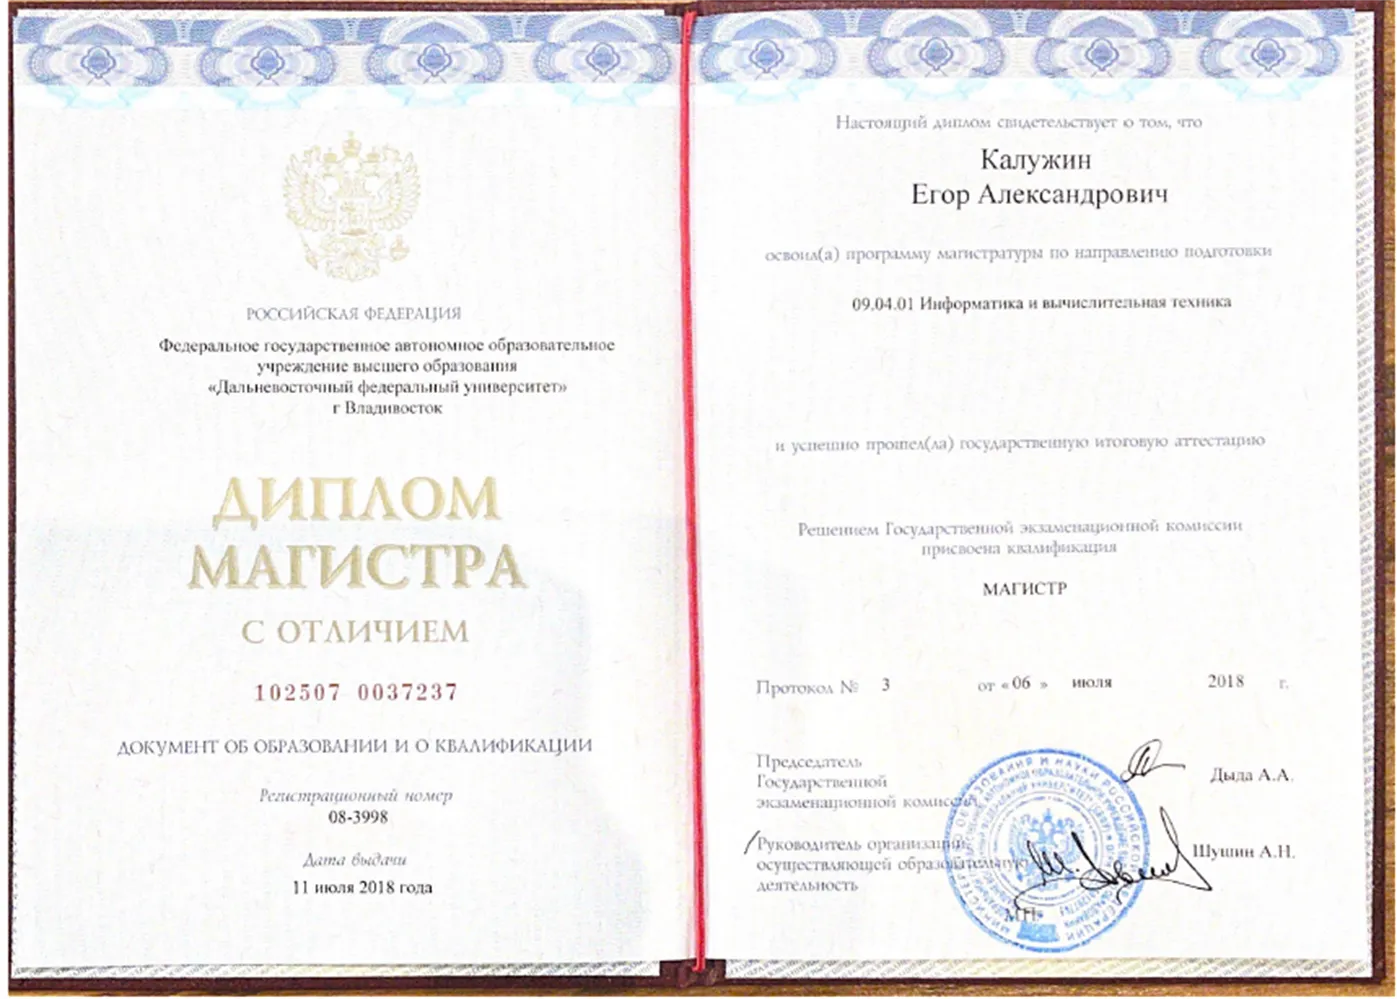 РОССИЙСКАЯ ФЕДЕРАЦИЯ
Федеральное государственное автономное образовательное
учреждение высшего образования
«Дальневосточный федеральный университет»
г Владивосток
ДИПЛОМ
МАГИСТРА
С ОТЛИЧИЕМ
102507 0037237
ДОКУМЕНТ ОБ ОБРАЗОВАНИИ И О КВАЛИФИКАЦИИ
Регистрационный номер
08-3998
Дата выдачи
11 июля 2018 года
Настоящий диплом свидетельствует о том, что
Калужин
Егор Александрович
освоил(а) программу магистратуры по направлению подготовки
09.04.01 Информатика и вычислительная техника
и успешно прошел(ла) государственную итоговую аттестацию
Решением Государственной экзаменационной комиссии
присвоена квалификация
МАГИСТР
Протокол № 3 от «06 » июля 2018 г.
Председатель
Государственной
экзаменационной комиссии
Дыда А.А.
Руководитель организации,
осуществляющей образовательную
деятельность
Шушин А.Н.
М.П.